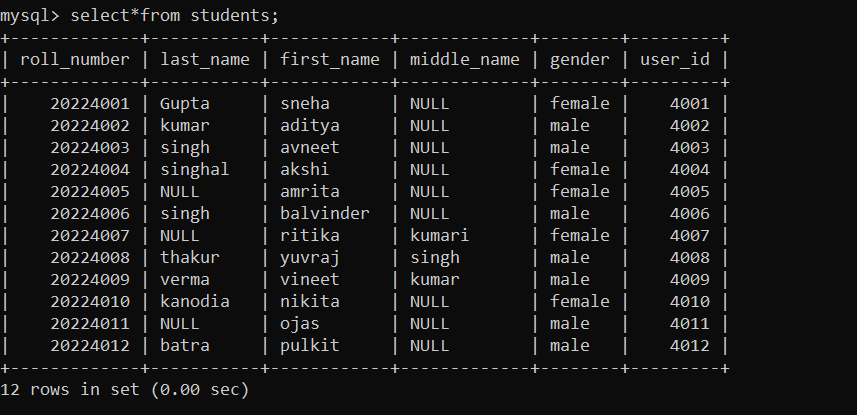 mysql> select*from students;
+-------------+-----------+------------+-------------+--------+---------+
| roll_number | last_name | first_name | middle_name | gender | user_id |
+-------------+-----------+------------+-------------+--------+---------+
|    20224001 | Gupta     | sneha      | NULL        | female |    4001 |
|    20224002 | kumar     | aditya     | NULL        | male   |    4002 |
|    20224003 | singh     | avneet     | NULL        | male   |    4003 |
|    20224004 | singhal   | akshi      | NULL        | female |    4004 |
|    20224005 | NULL      | amrita     | NULL        | female |    4005 |
|    20224006 | singh     | balvinder  | NULL        | male   |    4006 |
|    20224007 | NULL      | ritika     | kumari      | female |    4007 |
|    20224008 | thakur    | yuvraj     | singh       | male   |    4008 |
|    20224009 | verma     | vineet     | kumar       | male   |    4009 |
|    20224010 | kanodia   | nikita     | NULL        | female |    4010 |
|    20224011 | NULL      | ojas       | NULL        | male   |    4011 |
|    20224012 | batra     | pulkit     | NULL        | male   |    4012 |
+-------------+-----------+------------+-------------+--------+---------+
12 rows in set (0.00 sec)